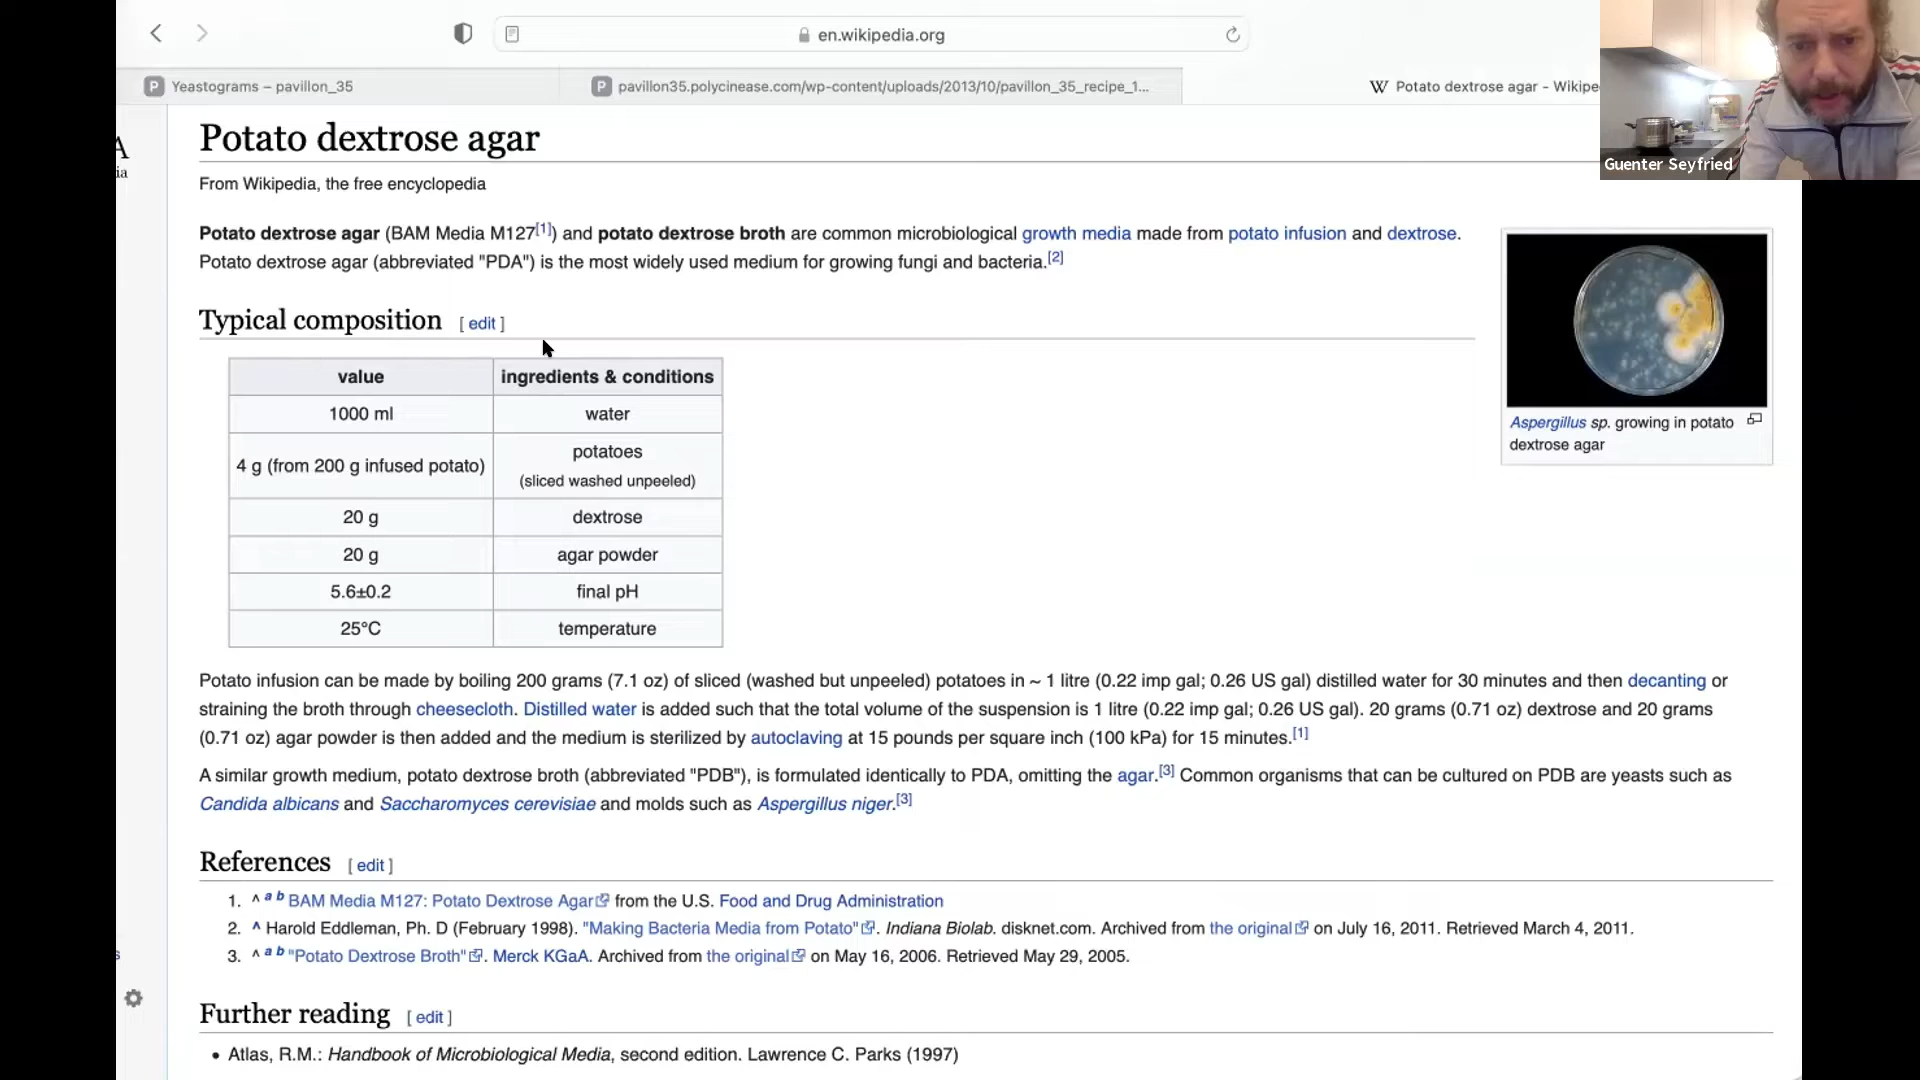 en.wikipedia.org
Yeastograms – pavillon_35
pavillon35.polycinease.com/wp-content/uploads/2013/10/pavillon_35_recipe_1...
Potato dextrose agar - Wikipe
Guenter Seyfried
A
ia
Potato dextrose agar
From Wikipedia, the free encyclopedia
Potato dextrose agar (BAM Media M127[1]) and potato dextrose broth are common microbiological growth media made from potato infusion and dextrose.
Potato dextrose agar (abbreviated "PDA") is the most widely used medium for growing fungi and bacteria.[2]
Aspergillus sp. growing in potato
dextrose agar
Typical composition [ edit ]
value ingredients & conditions
1000 ml water
4 g (from 200 g infused potato) potatoes
(sliced washed unpeeled)
20 g dextrose
20 g agar powder
5.6±0.2 final pH
25°C temperature
Potato infusion can be made by boiling 200 grams (7.1 oz) of sliced (washed but unpeeled) potatoes in ~ 1 litre (0.22 imp gal; 0.26 US gal) distilled water for 30 minutes and then decanting or
straining the broth through cheesecloth. Distilled water is added such that the total volume of the suspension is 1 litre (0.22 imp gal; 0.26 US gal). 20 grams (0.71 oz) dextrose and 20 grams
(0.71 oz) agar powder is then added and the medium is sterilized by autoclaving at 15 pounds per square inch (100 kPa) for 15 minutes.[1]
A similar growth medium, potato dextrose broth (abbreviated "PDB"), is formulated identically to PDA, omitting the agar.[3] Common organisms that can be cultured on PDB are yeasts such as
Candida albicans and Saccharomyces cerevisiae and molds such as Aspergillus niger.[3]
References [ edit ]
1. ^ a b BAM Media M127: Potato Dextrose Agar from the U.S. Food and Drug Administration
2. ^ Harold Eddleman, Ph. D (February 1998). "Making Bacteria Media from Potato". Indiana Biolab. disknet.com. Archived from the original on July 16, 2011. Retrieved March 4, 2011.
3. ^ a b "Potato Dextrose Broth". Merck KGaA. Archived from the original on May 16, 2006. Retrieved May 29, 2005.
s
Further reading [ edit ]
• Atlas, R.M.: Handbook of Microbiological Media, second edition. Lawrence C. Parks (1997)